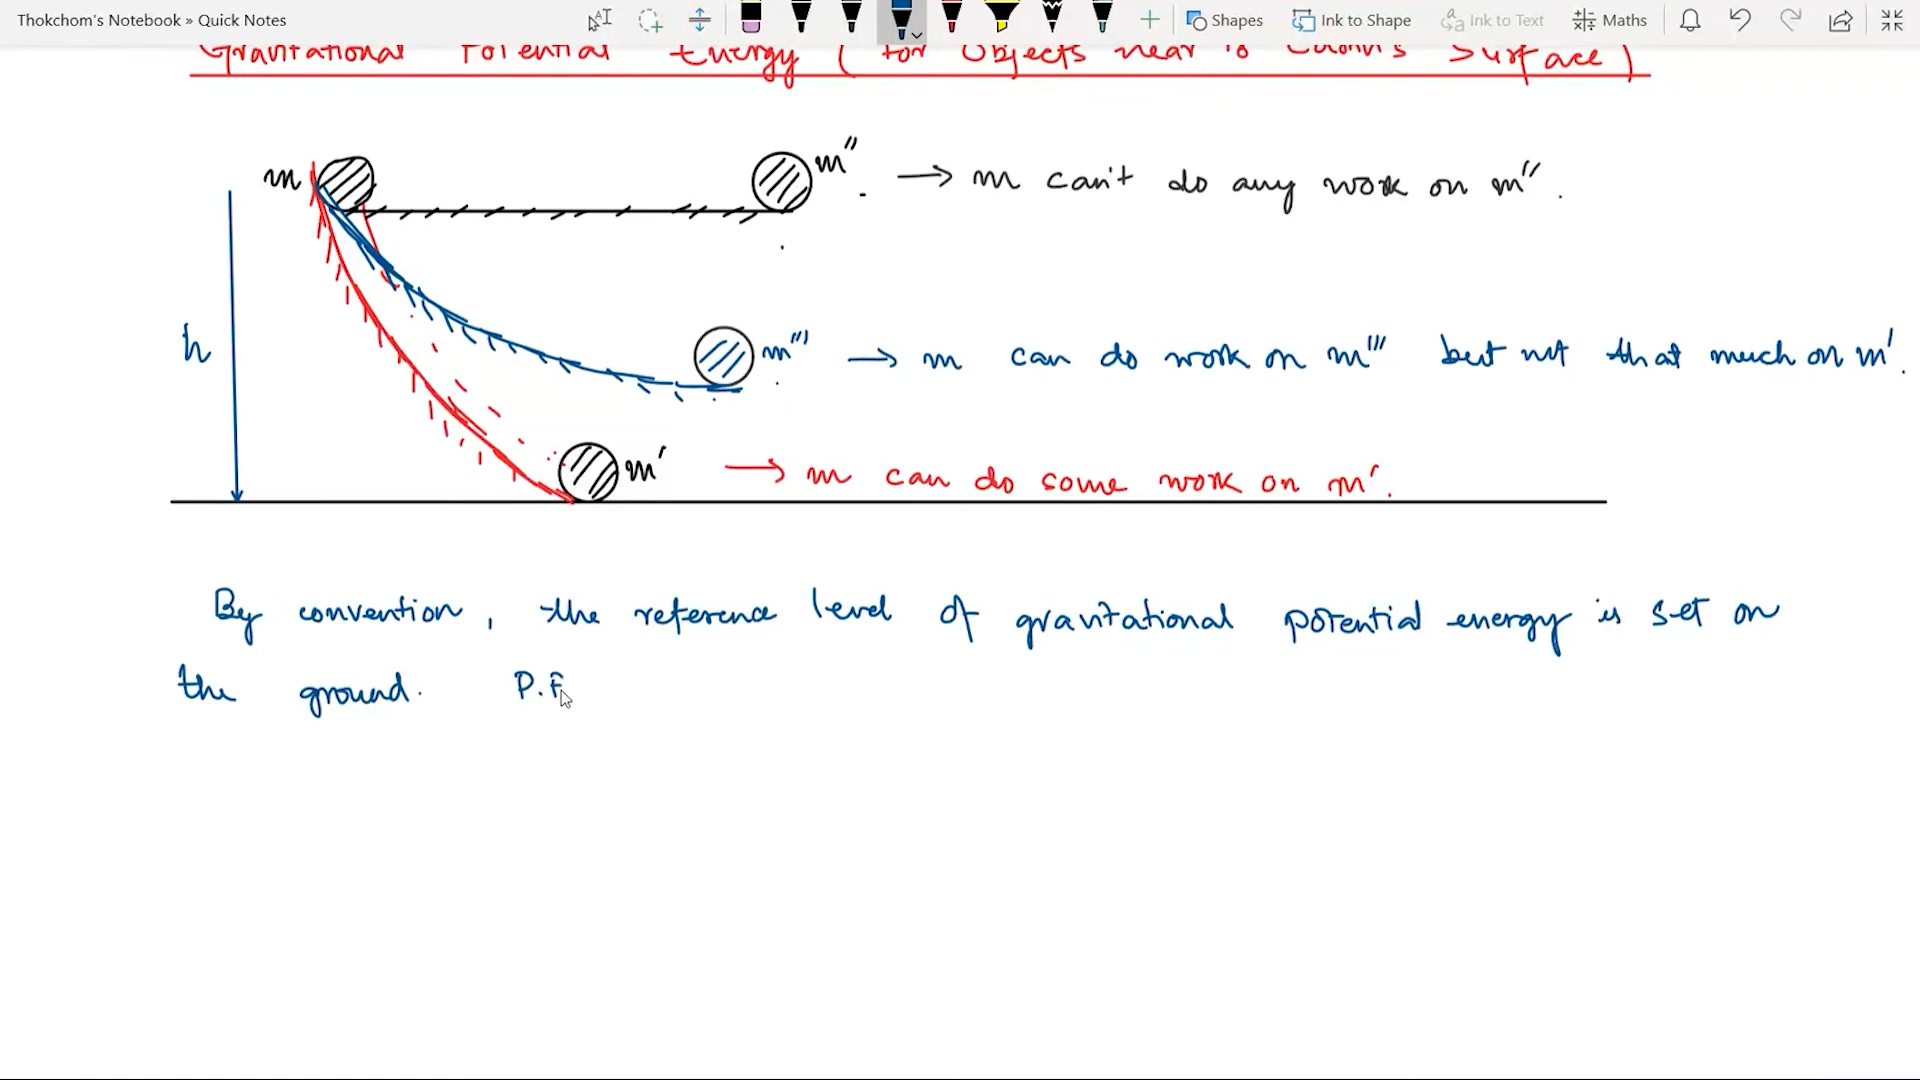 Thokchom's Notebook » Quick Notes Shapes Ink to Shape Ink to Text Maths
Gravitational Potential Energy (for Objects near to Surface)
m m'' → m can't do any work on m''.
h m''' → m can do work on m''' but not that much on m'.
m' → m can do some work on m'.
By convention, the reference level of gravitational potential energy is set on
the ground. P.E